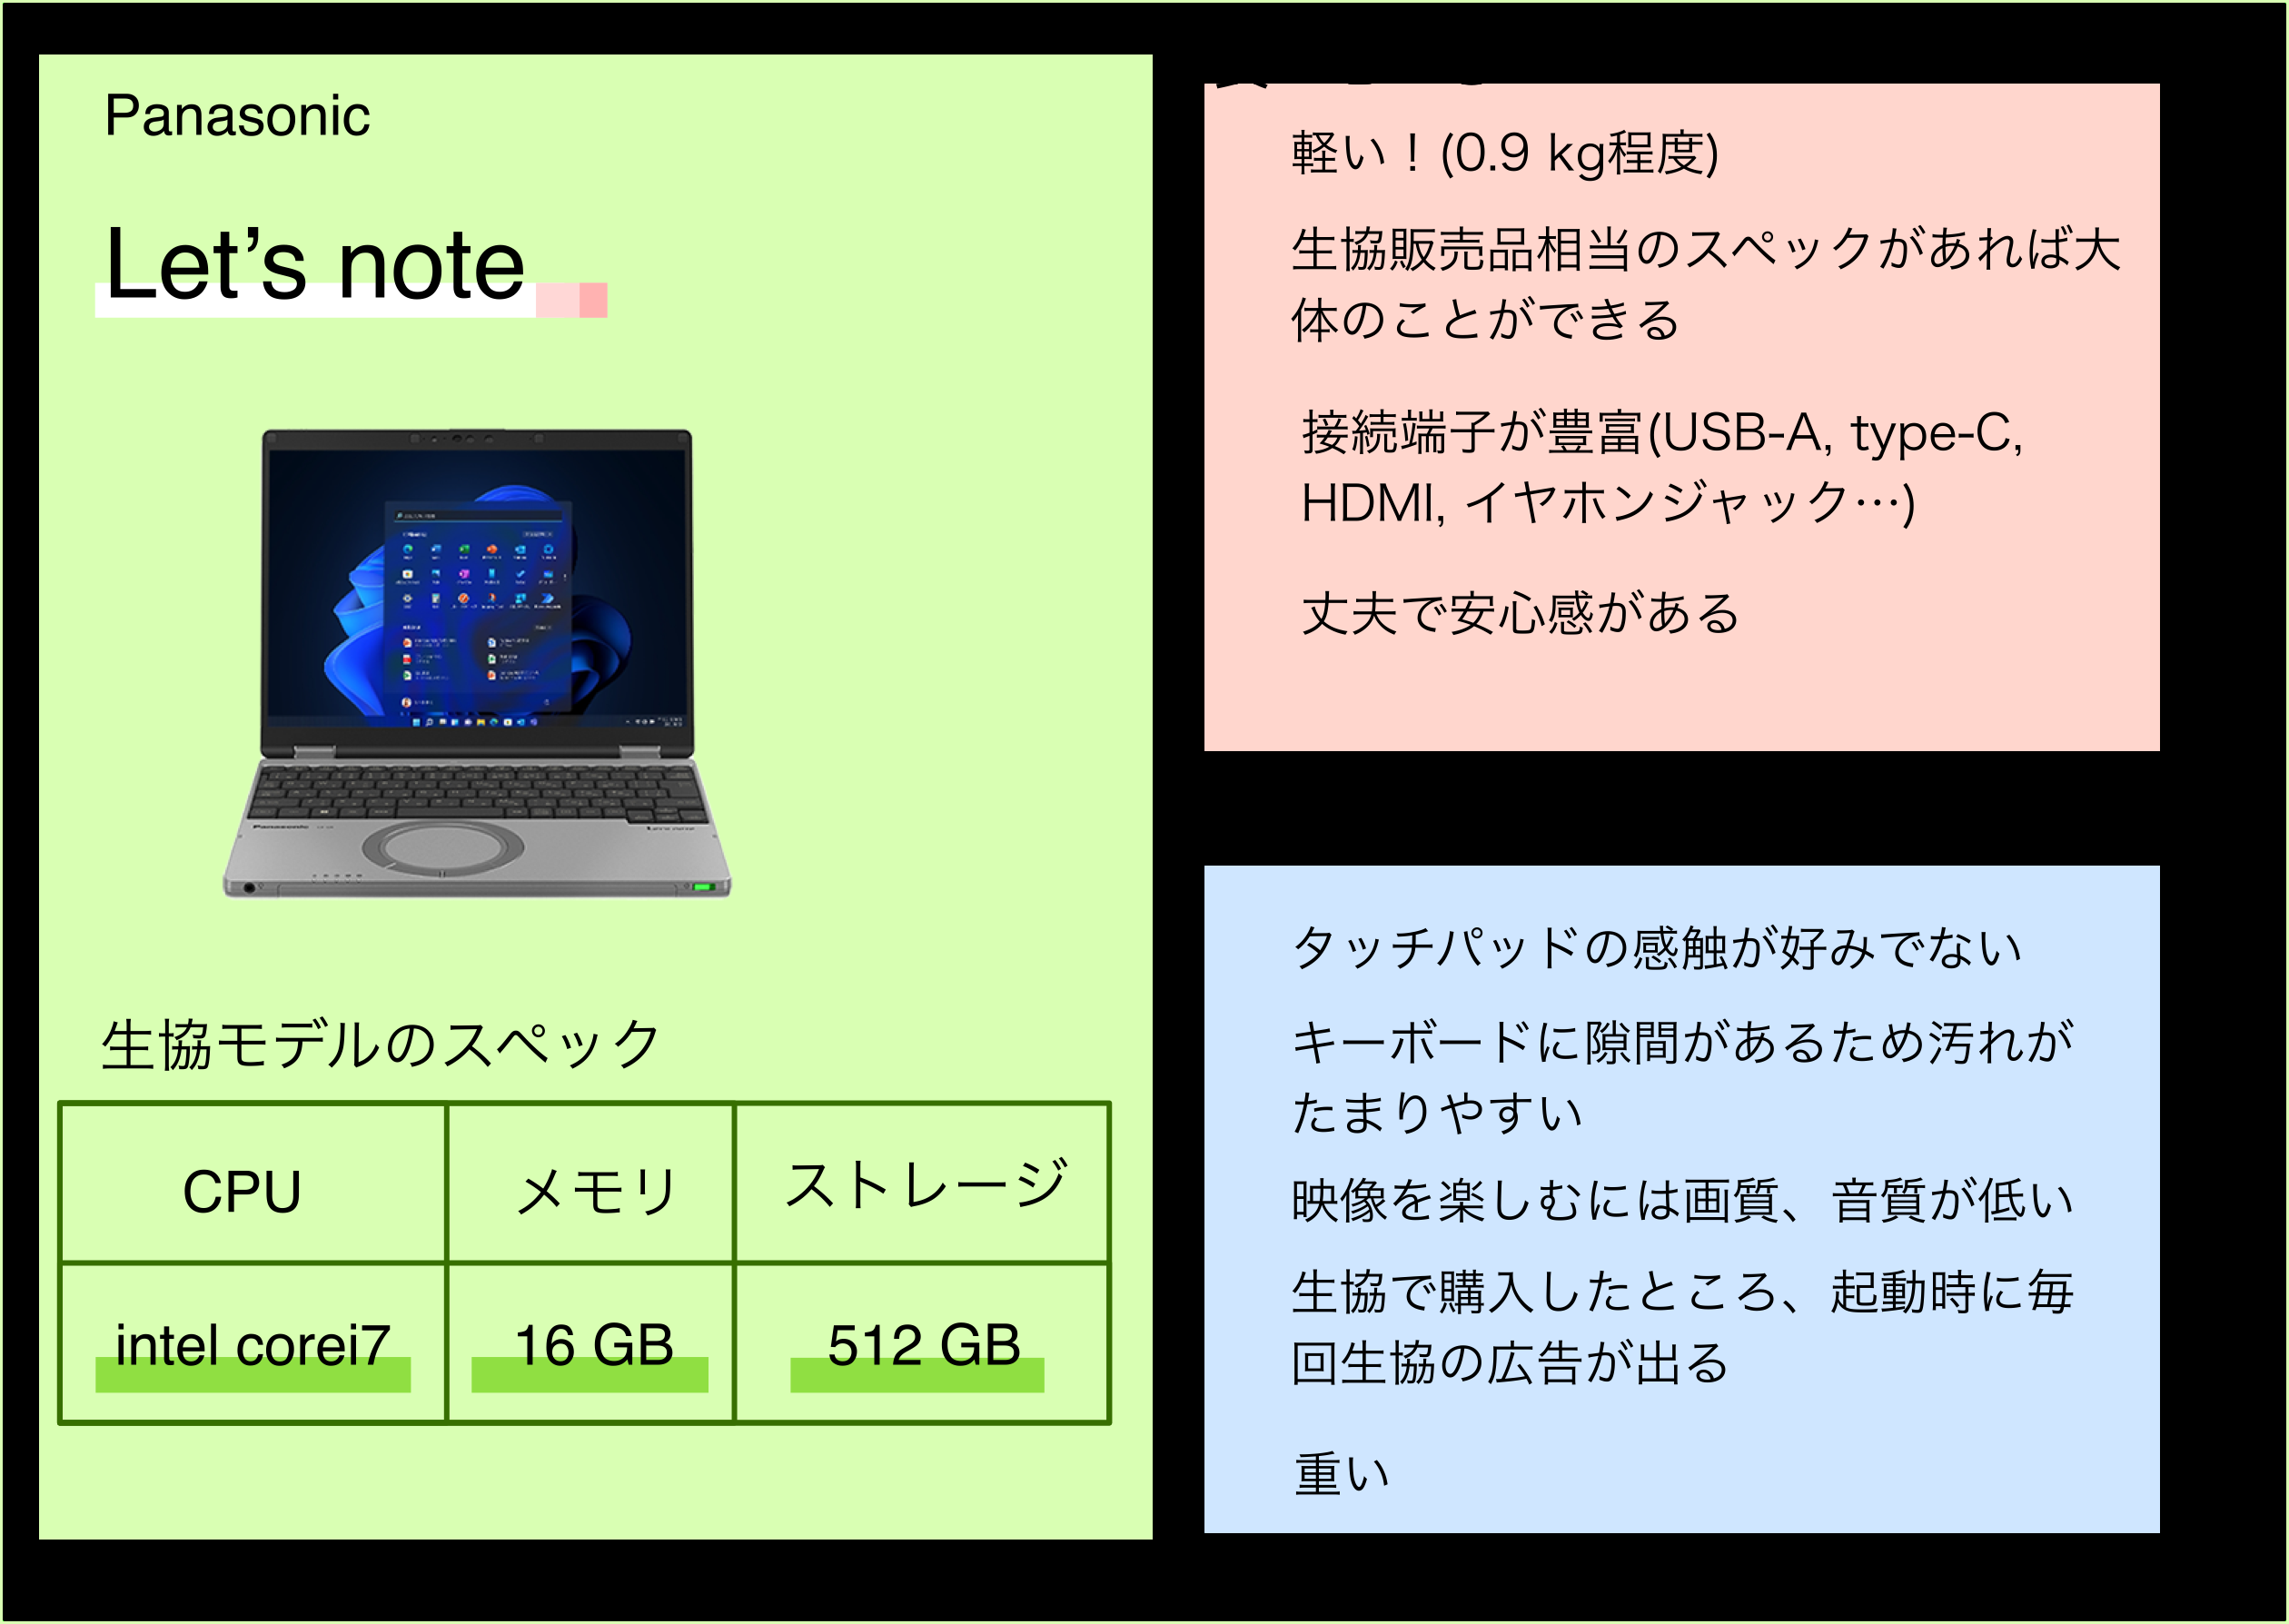 Panasonic
Let’s note
Panasonic
生協モデルのスペック
CPU
メモリ
ストレージ
intel corei7
16 GB
512 GB
軽い！(0.9 kg程度)
生協販売品相当のスペックがあれば大
体のことができる
接続端子が豊富(USB-A, type-C,
HDMI, イヤホンジャック…)
丈夫で安心感がある
タッチパッドの感触が好みでない
キーボードに隙間があるため汚れが
たまりやすい
映像を楽しむには画質、音質が低い
生協で購入したところ、起動時に毎
回生協の広告が出る
重い